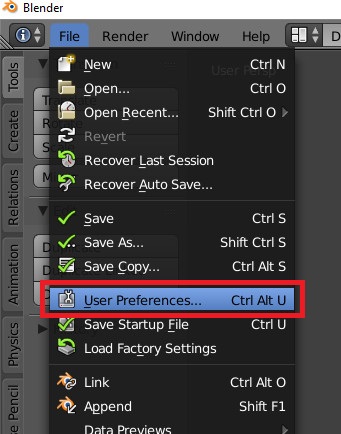 Blender
File Render Window Help
New Ctrl N
User Persp
Open... Ctrl O
Open Recent... Shift Ctrl O
Revert
Recover Last Session
Recover Auto Save...
Save Ctrl S
Save As... Shift Ctrl S
Save Copy... Ctrl Alt S
User Preferences... Ctrl Alt U
Save Startup File Ctrl U
Load Factory Settings
Link Ctrl Alt O
Append Shift F1
Data Previews
Tools
Create
Relations
Animation
Physics